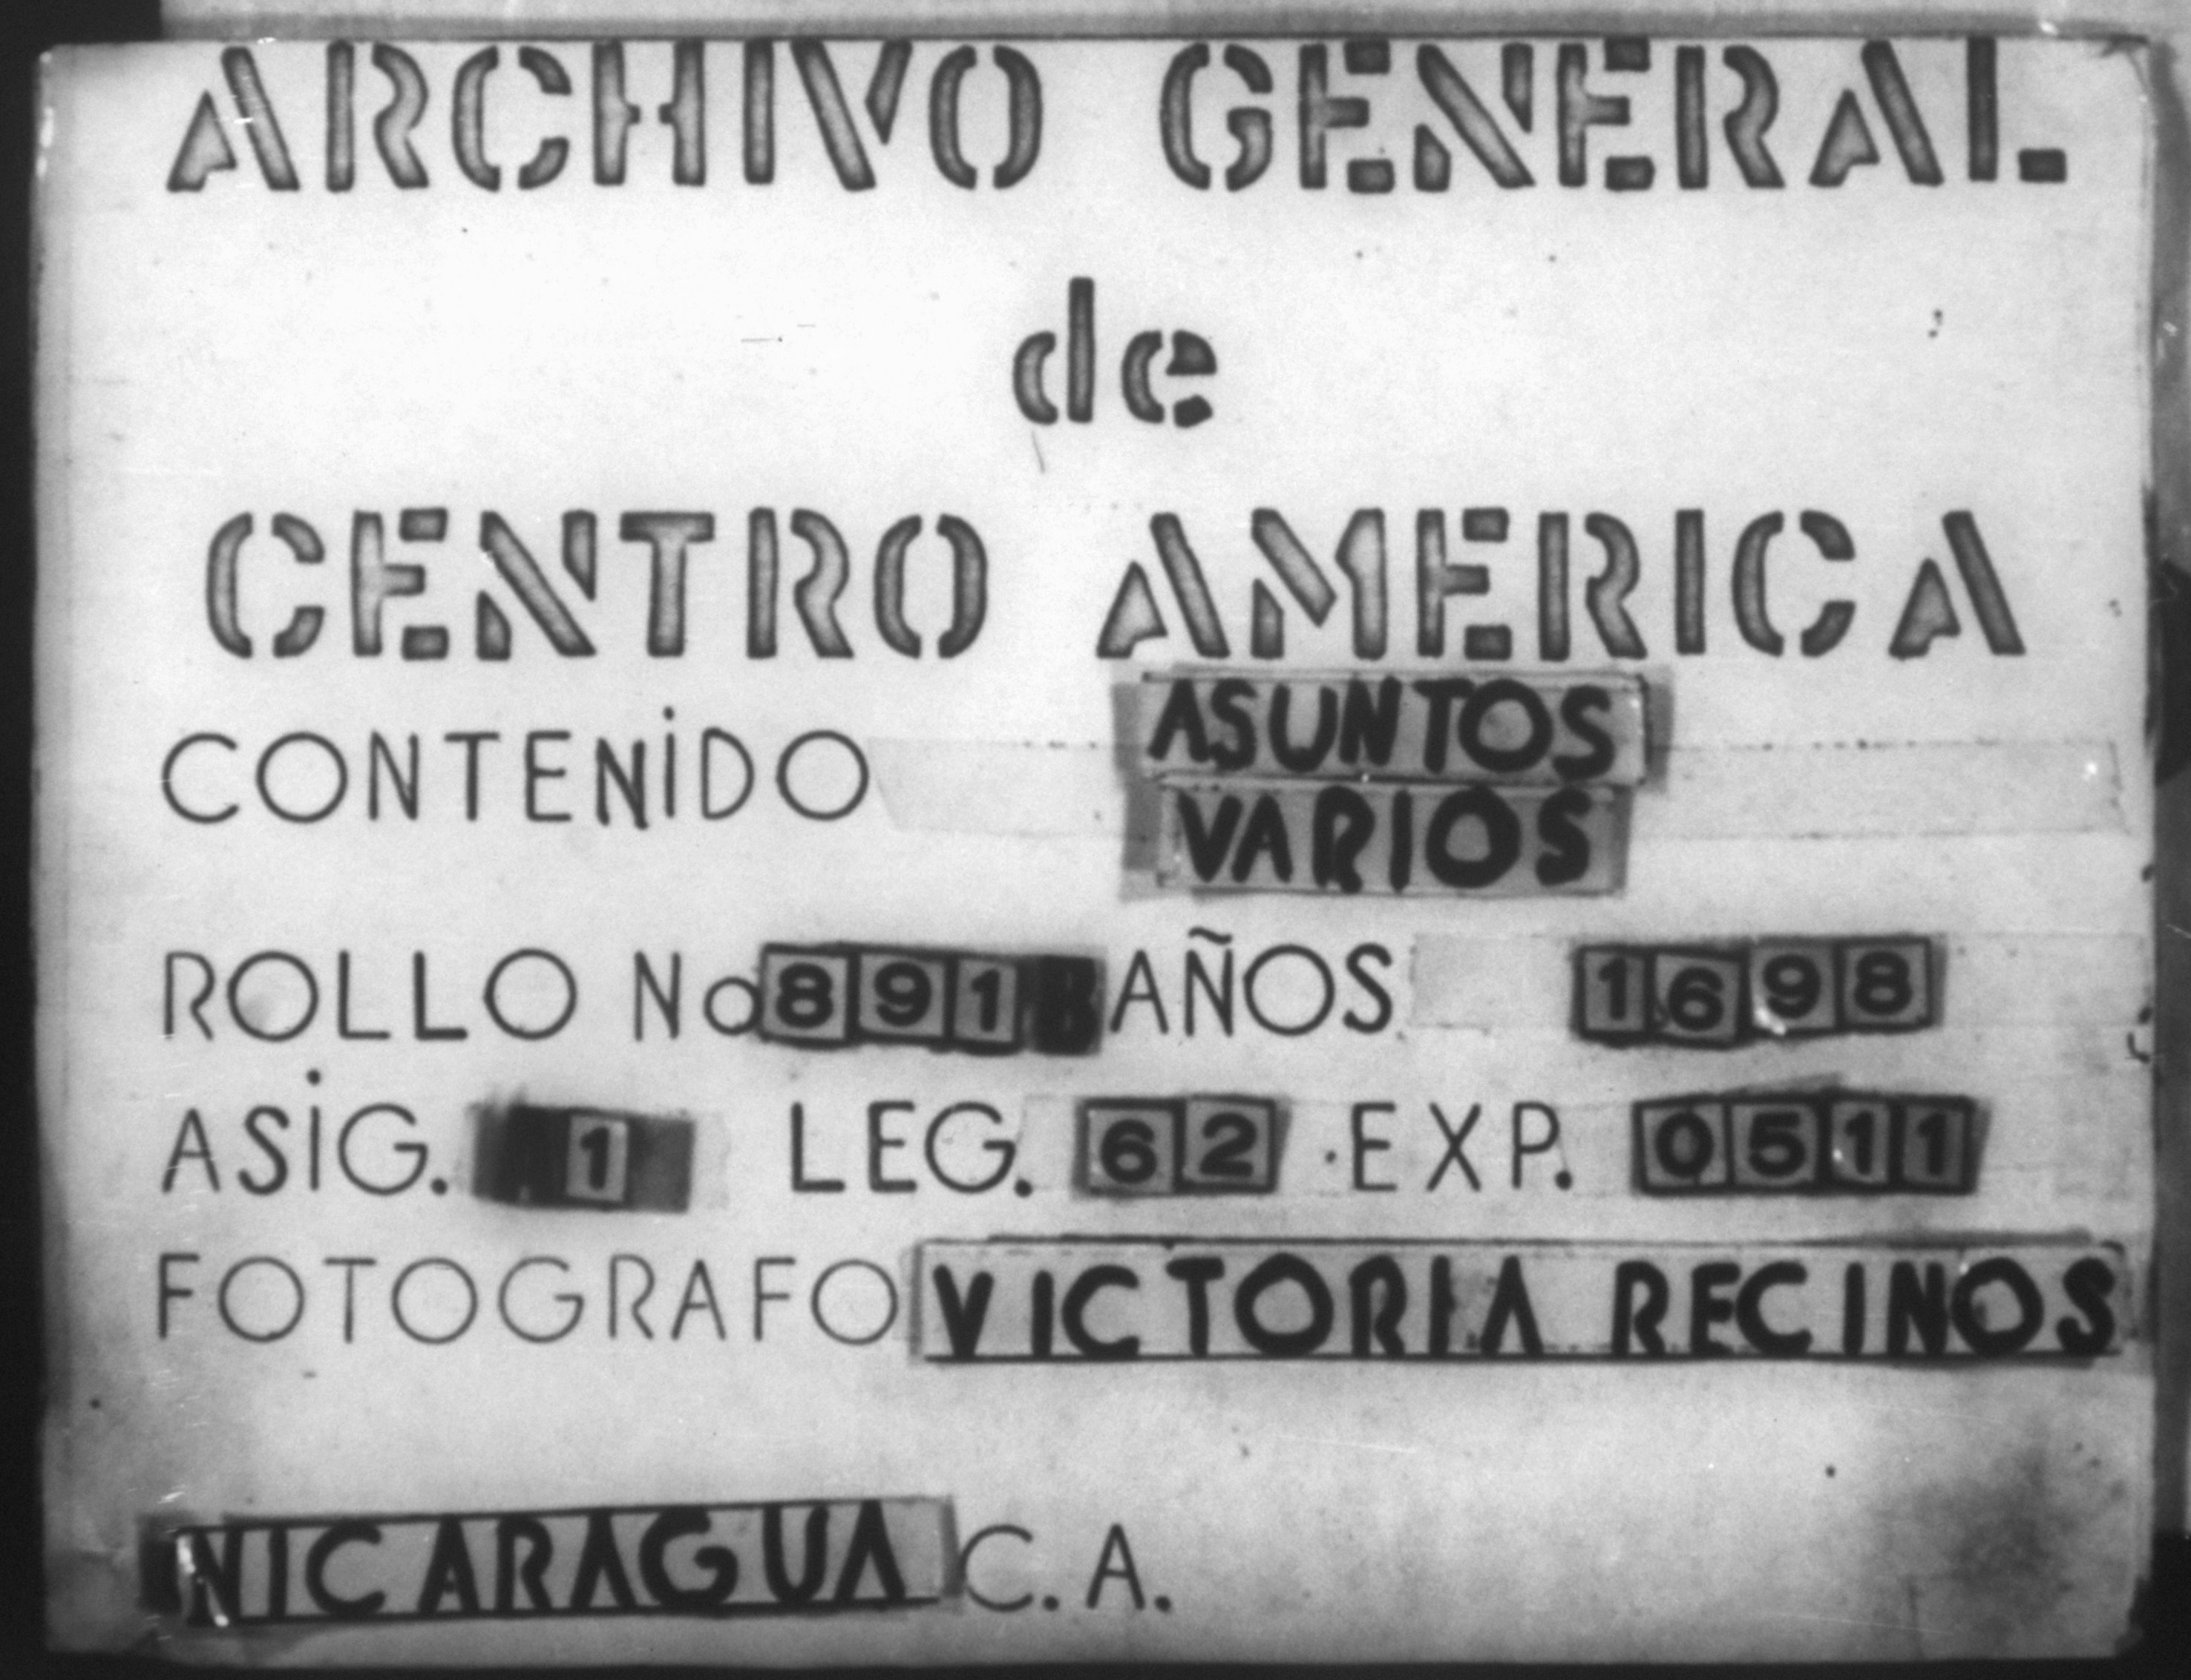 ARCHIVO GENERAL
de
CENTRO AMERICA
CONTENIDO ASUNTOS
VARIOS
ROLLO No 891 AÑOS 1698
ASIG. 1 LEG. 62 EXP. 0511
FOTOGRAFO VICTORIA RECINOS
NICARAGUA C. A.